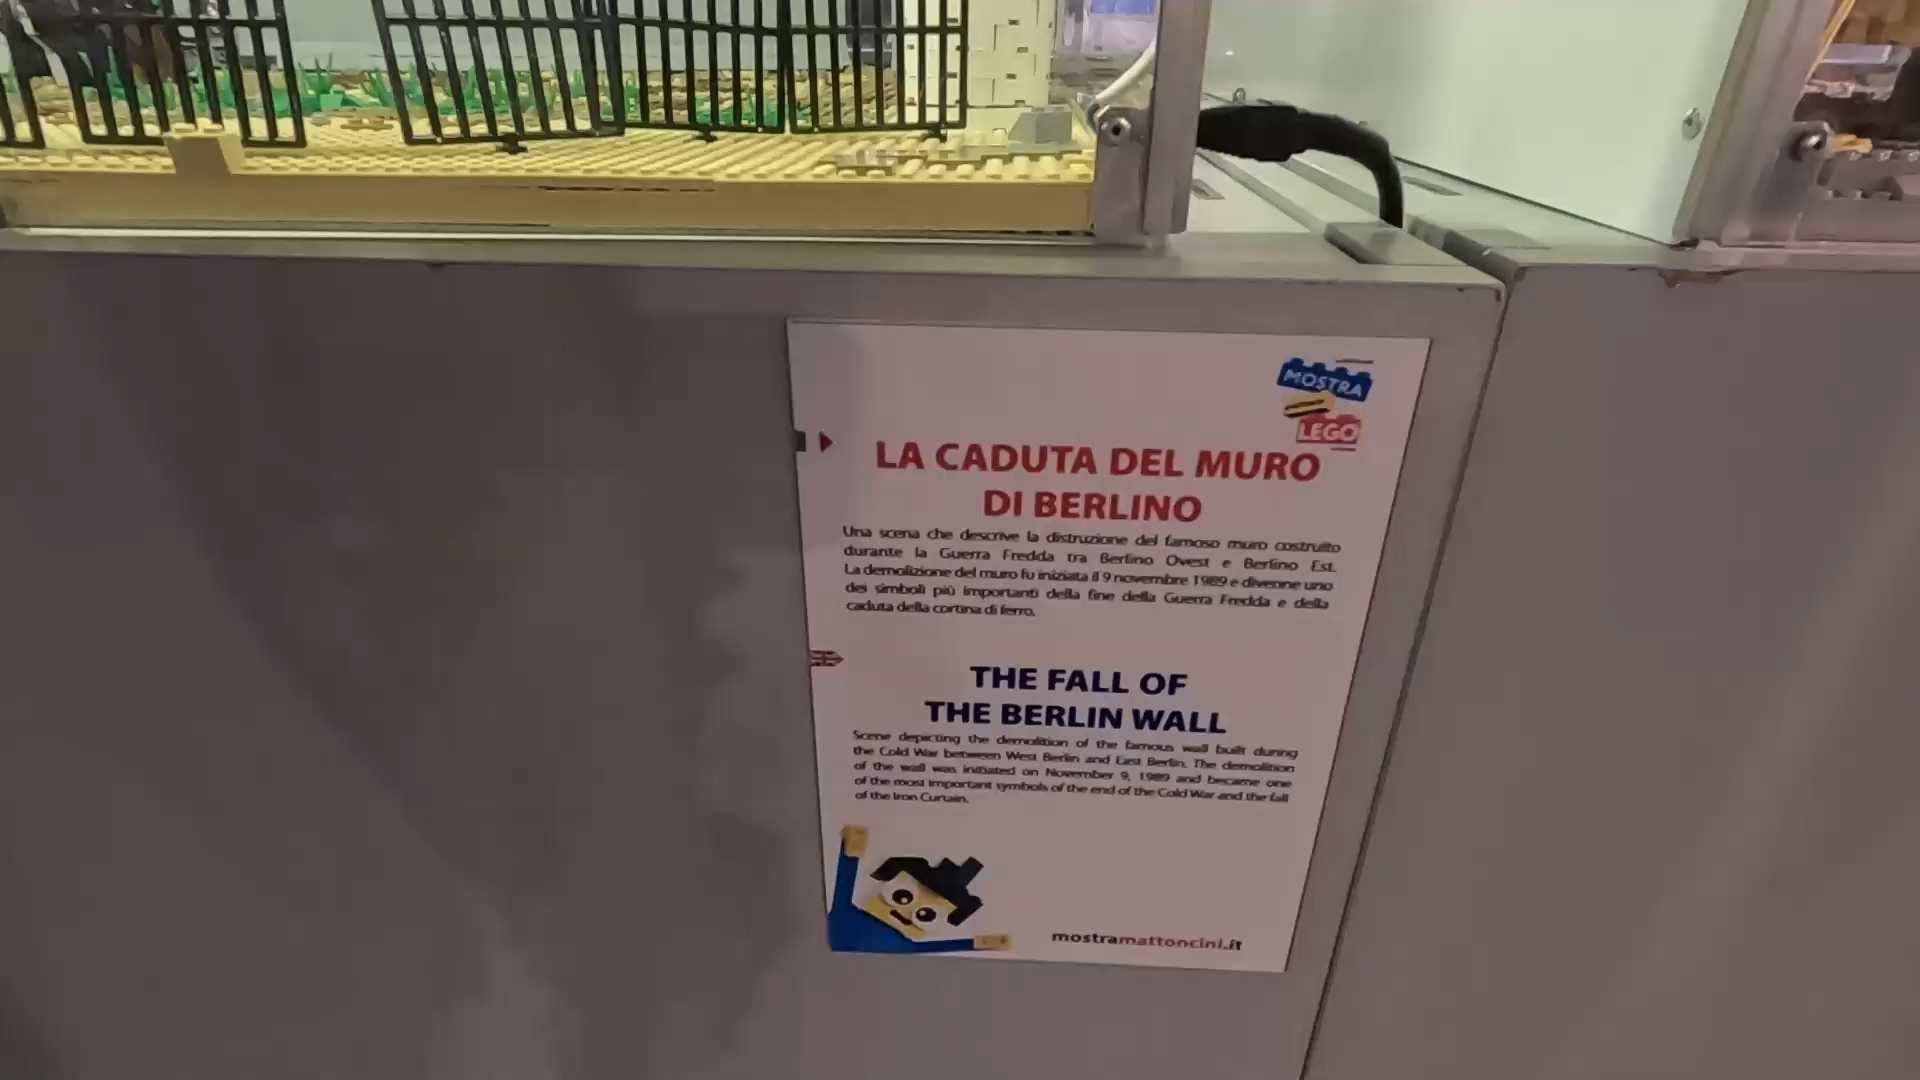 MOSTRA
LEGO
LA CADUTA DEL MURO
DI BERLINO
Una scena che descrive la distruzione del famoso muro costruito
durante la Guerra Fredda tra Berlino Ovest e Berlino Est.
La demolizione del muro fu iniziata il 9 novembre 1989 e divenne uno
dei simboli più importanti della fine della Guerra Fredda e della
caduta della cortina di ferro.
THE FALL OF
THE BERLIN WALL
Scene depicting the demolition of the famous wall built during
the Cold War between West Berlin and East Berlin. The demolition
of the wall was initiated on November 9, 1989 and became one
of the most important symbols of the end of the Cold War and the fall
of the Iron Curtain.
mostramattoncini.it